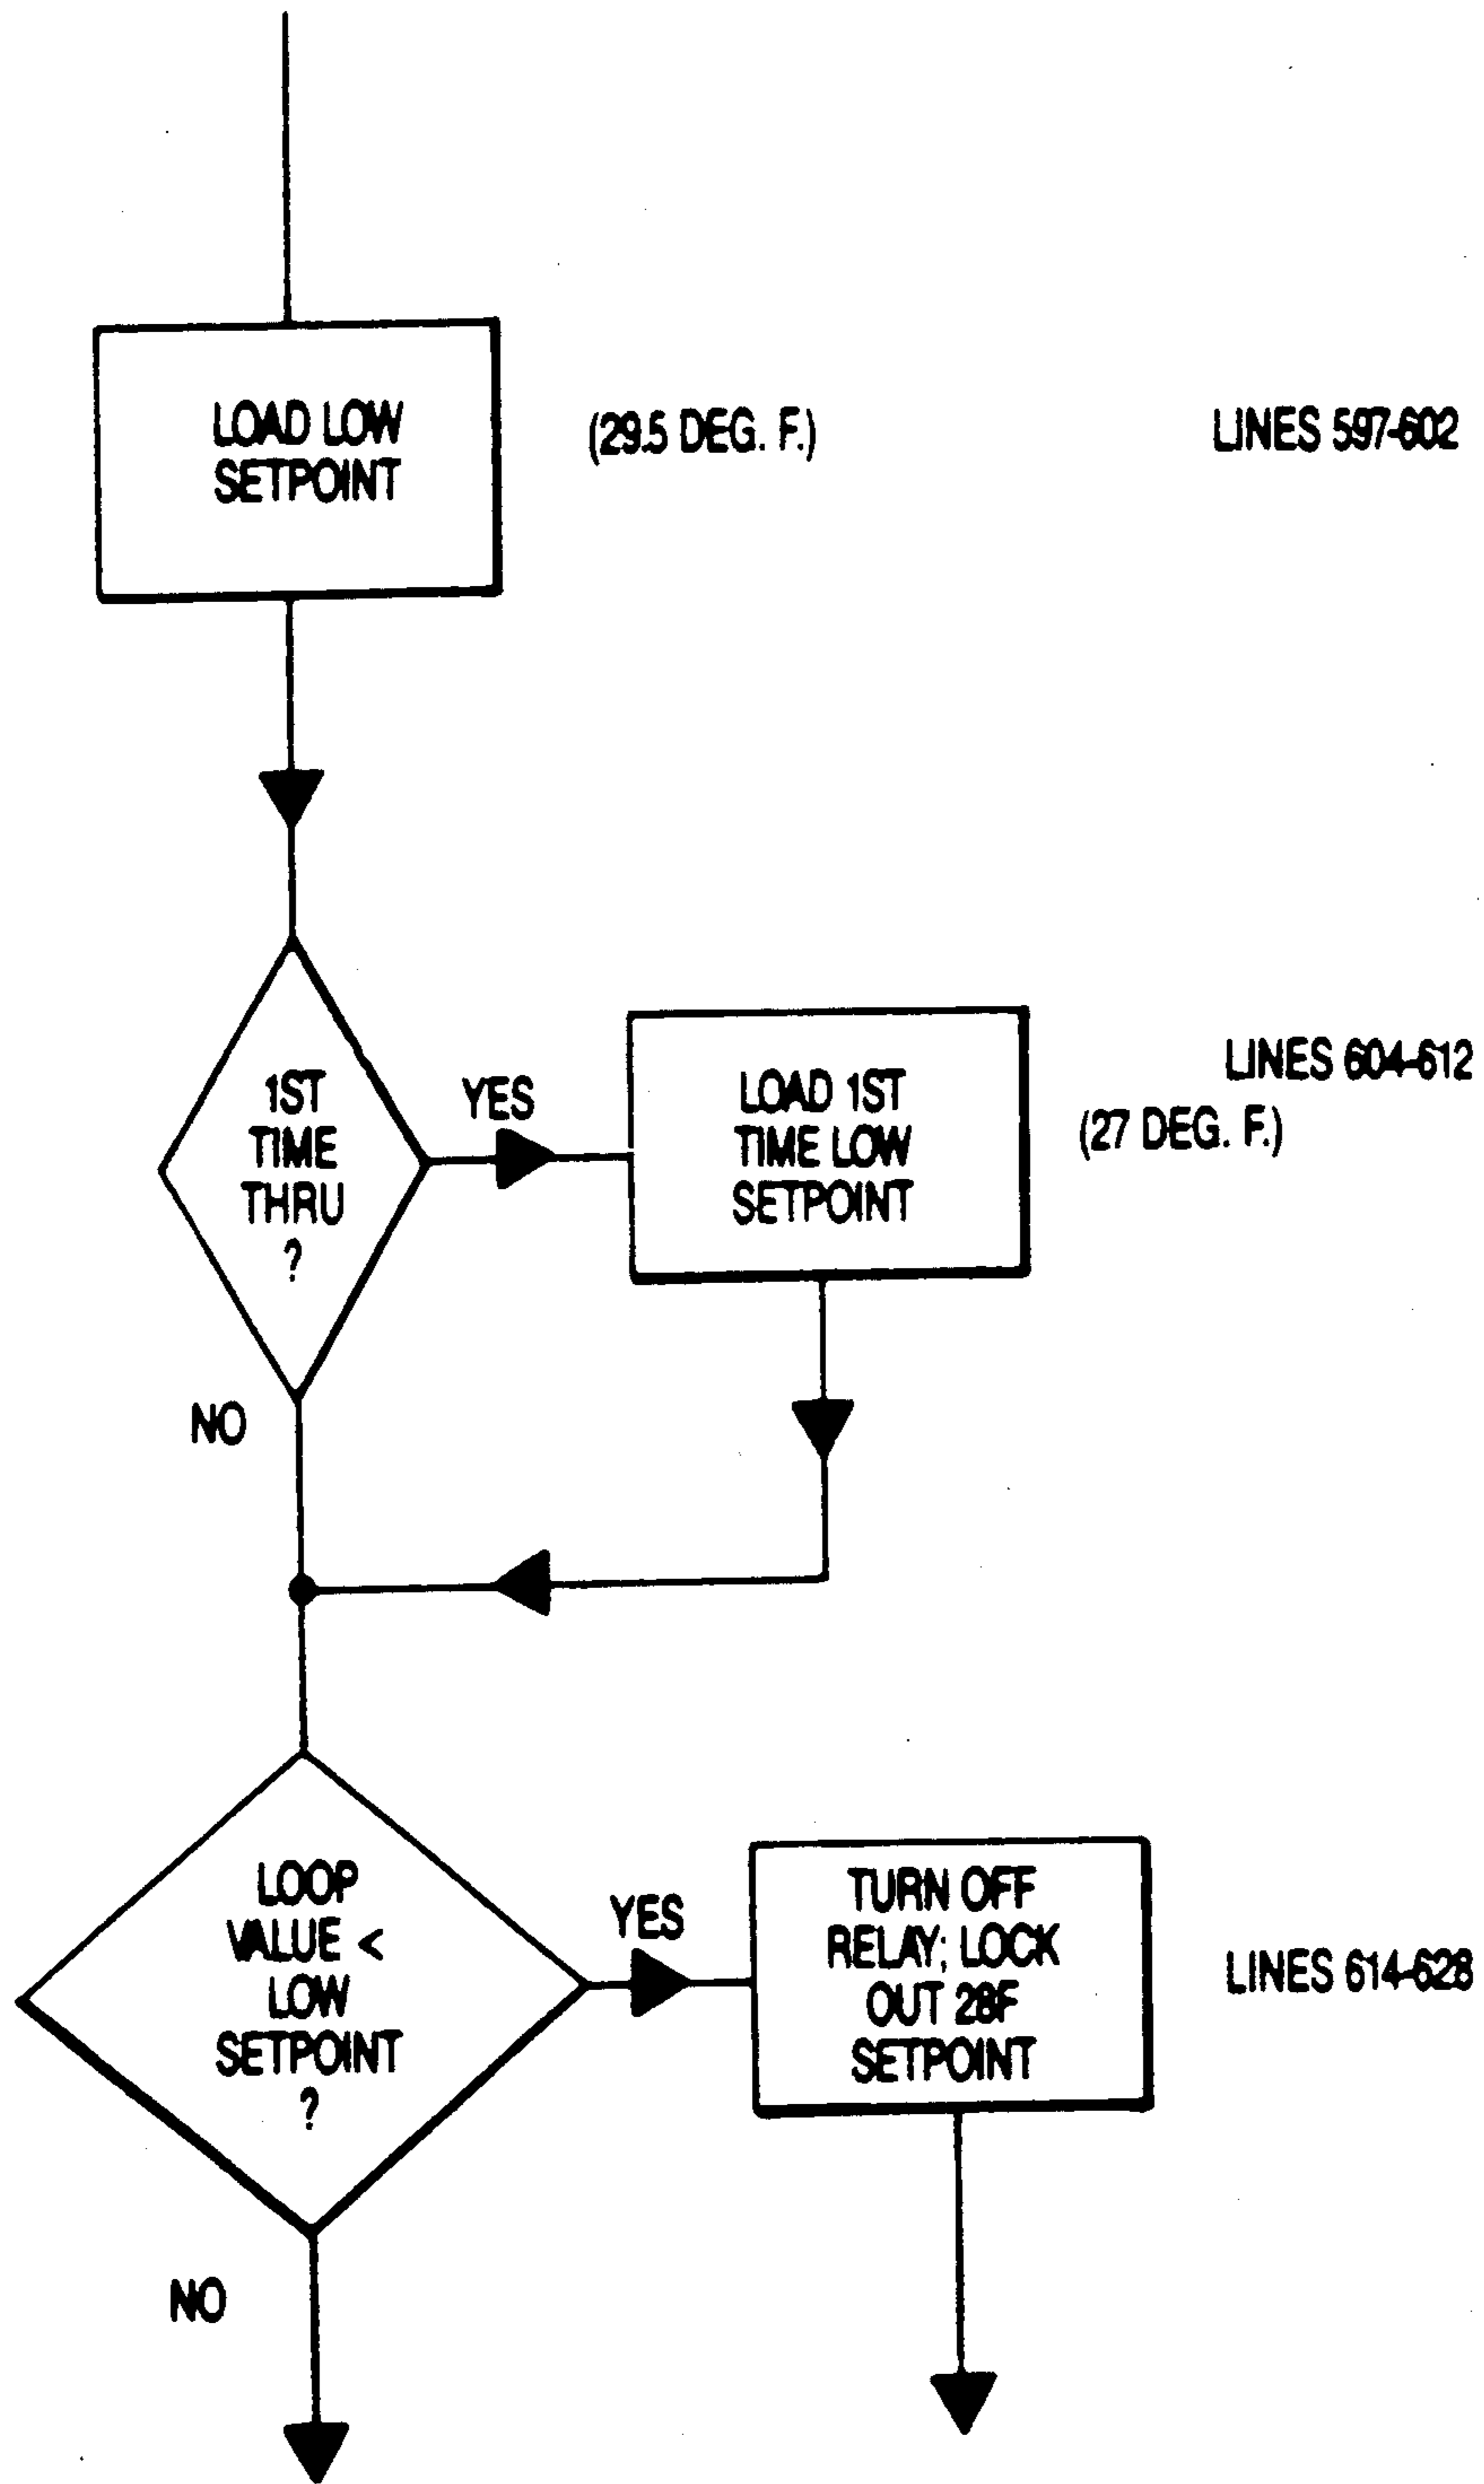 LOAD LOW
SETPOINT
(29.5 DEG. F.)
LINES 597-602
1ST
TIME
THRU
?
YES
LOAD 1ST
TIME LOW
SETPOINT
LINES 604-612
(27 DEG. F.)
NO
LOOP
VALUE <
LOW
SETPOINT
?
YES
TURN OFF
RELAY; LOCK
OUT 28F
SETPOINT
LINES 614-628
NO